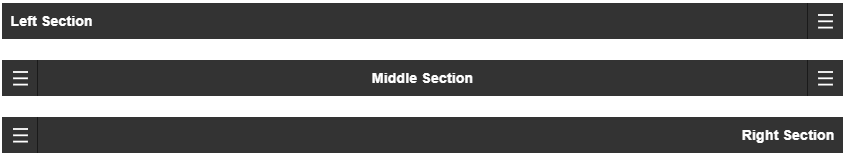 Left Section
Middle Section
Right Section